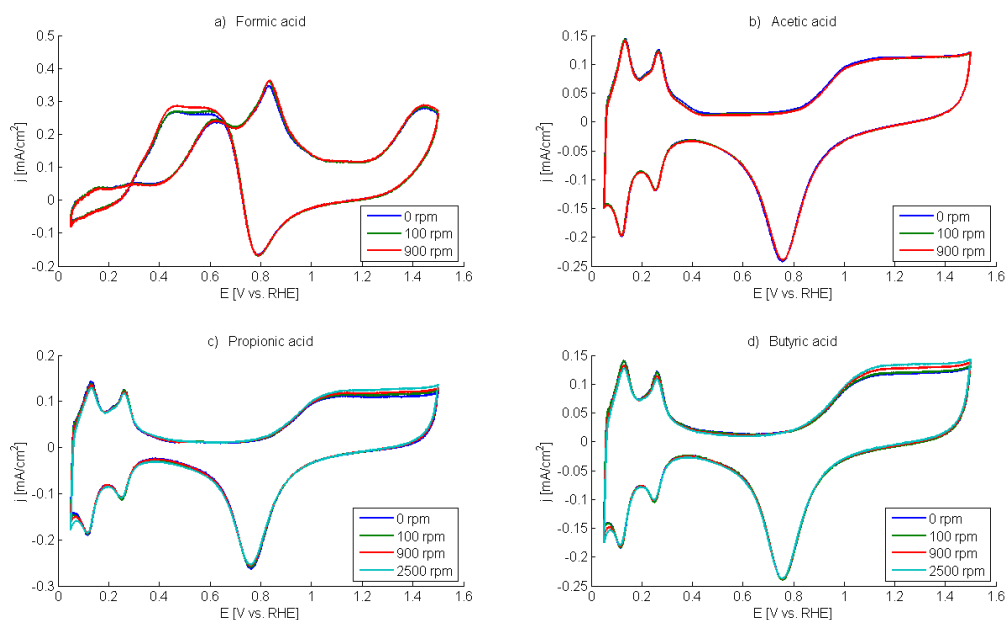 a) Formic acid
0.5
0.4
0.3
0.2
0.1
0
-0.1
-0.2
j [mA/cm²]
0 0.2 0.4 0.6 0.8 1 1.2 1.4 1.6
E [V vs. RHE]
0 rpm
100 rpm
900 rpm
b) Acetic acid
0.15
0.1
0.05
0
-0.05
-0.1
-0.15
-0.2
-0.25
j [mA/cm²]
0 0.2 0.4 0.6 0.8 1 1.2 1.4 1.6
E [V vs. RHE]
0 rpm
100 rpm
900 rpm
c) Propionic acid
0.2
0.1
0
-0.1
-0.2
-0.3
j [mA/cm²]
0 0.2 0.4 0.6 0.8 1 1.2 1.4 1.6
E [V vs. RHE]
0 rpm
100 rpm
900 rpm
2500 rpm
d) Butyric acid
0.15
0.1
0.05
0
-0.05
-0.1
-0.15
-0.2
-0.25
j [mA/cm²]
0 0.2 0.4 0.6 0.8 1 1.2 1.4 1.6
E [V vs. RHE]
0 rpm
100 rpm
900 rpm
2500 rpm